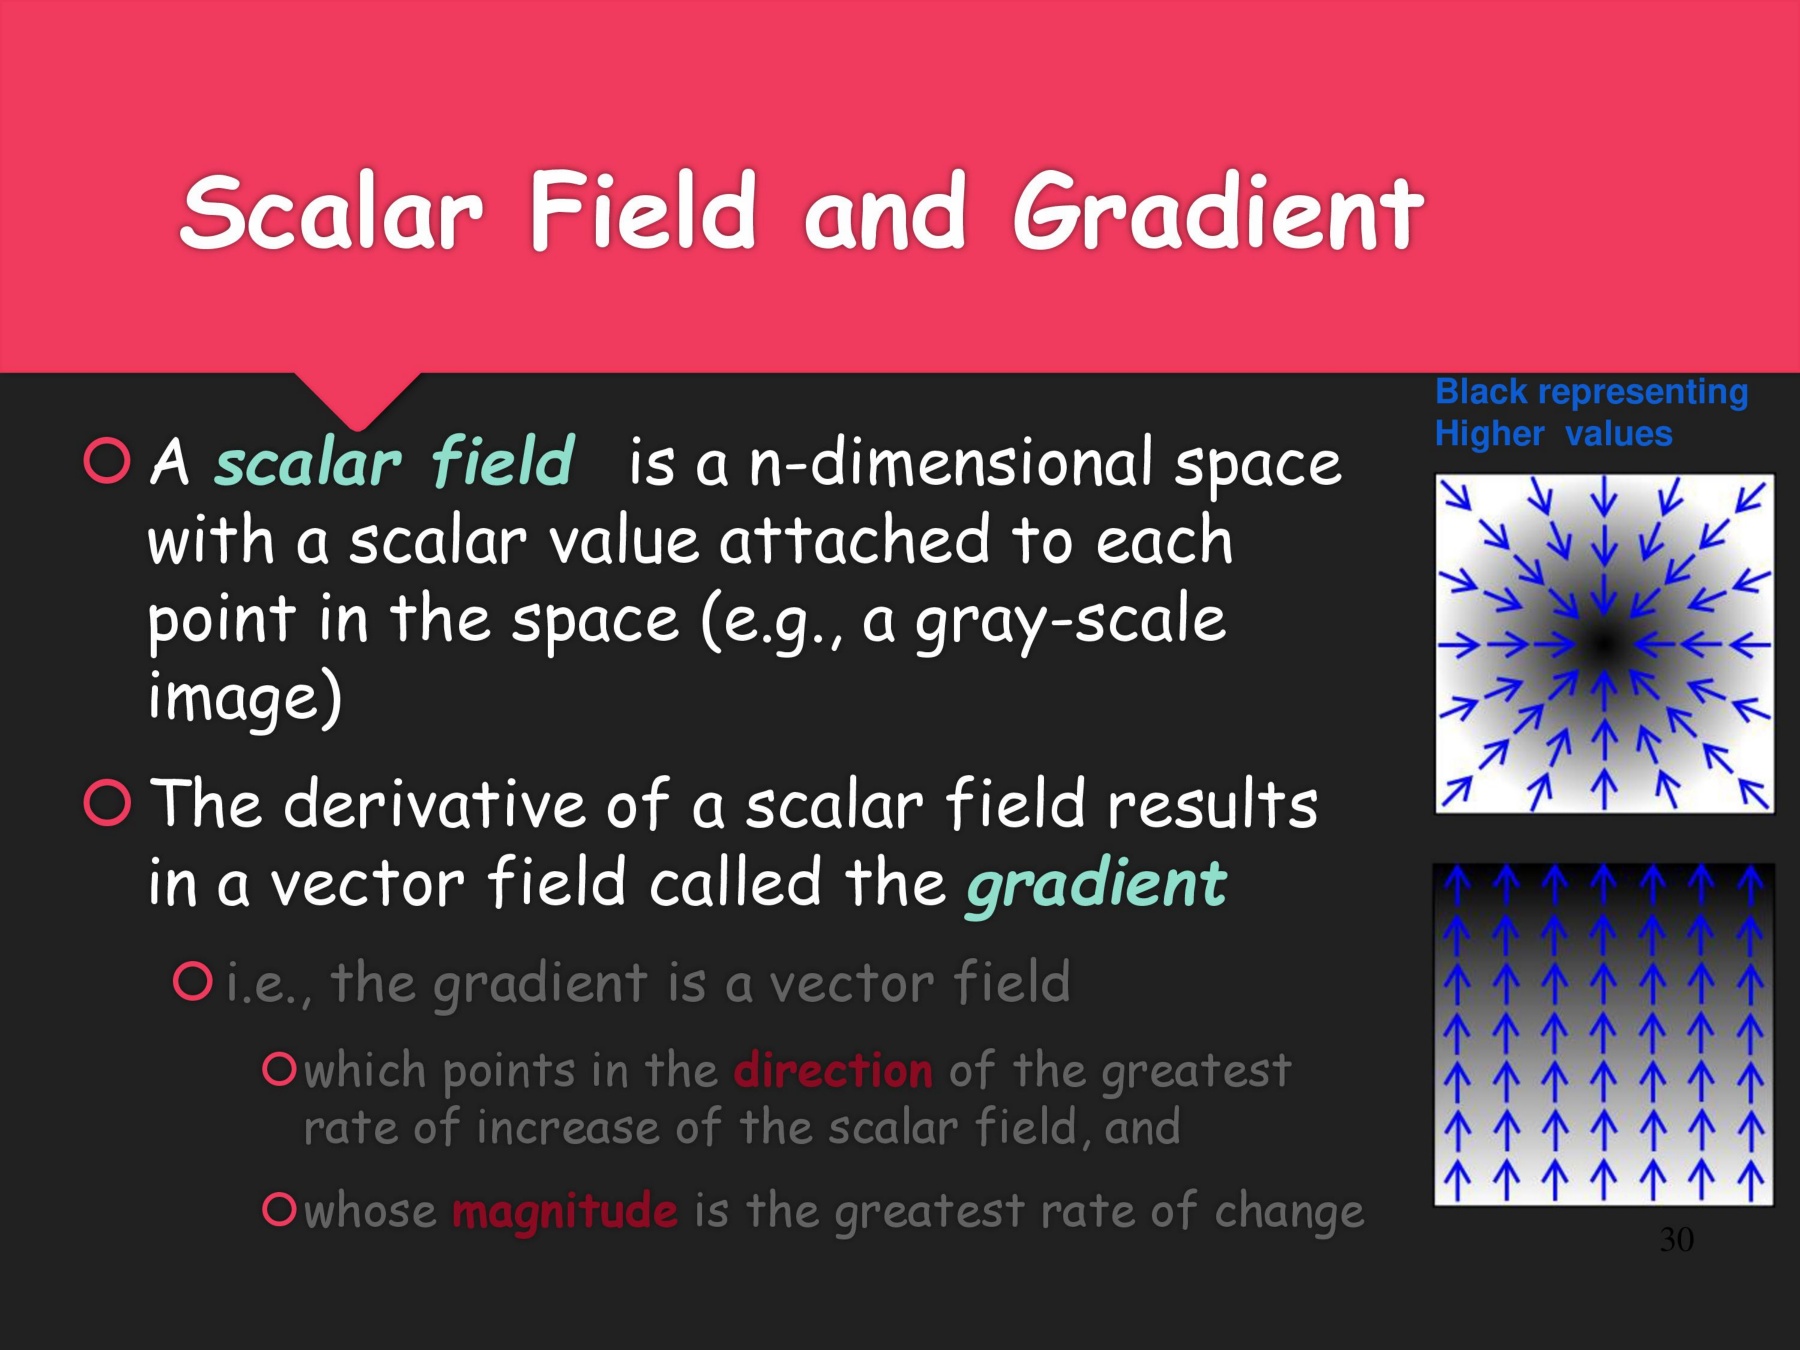 Scalar Field and Gradient
Black representing
Higher values
A scalar field is a n-dimensional space
with a scalar value attached to each
point in the space (e.g., a gray-scale
image)
The derivative of a scalar field results
in a vector field called the gradient
i.e., the gradient is a vector field
which points in the direction of the greatest
rate of increase of the scalar field, and
whose magnitude is the greatest rate of change
30